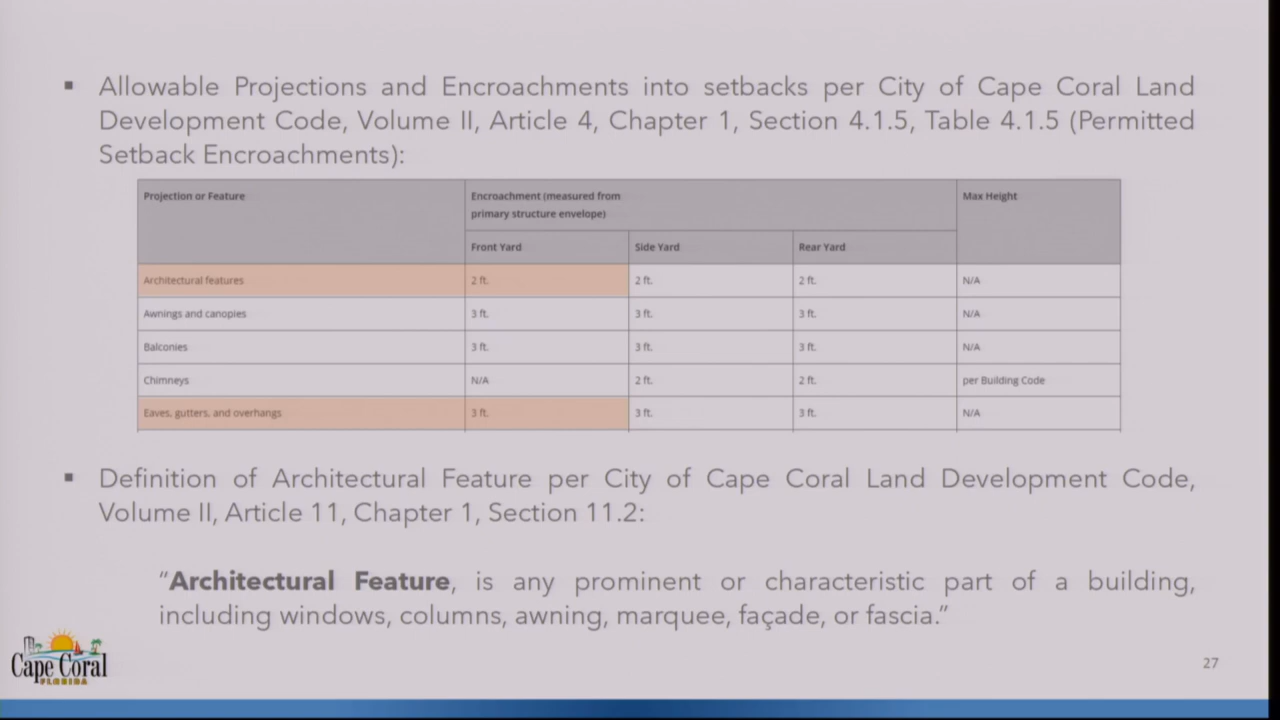 ▪ Allowable Projections and Encroachments into setbacks per City of Cape Coral Land
Development Code, Volume II, Article 4, Chapter 1, Section 4.1.5, Table 4.1.5 (Permitted
Setback Encroachments):
Projection or Feature Encroachment (measured from Max Height
primary structure envelope)
Front Yard Side Yard Rear Yard
Architectural features 2 ft. 2 ft. 2 ft. N/A
Awnings and canopies 3 ft. 3 ft. 3 ft. N/A
Balconies 3 ft. 3 ft. 3 ft. N/A
Chimneys N/A 2 ft. 2 ft. per Building Code
Eaves, gutters, and overhangs 3 ft. 3 ft. 3 ft. N/A
▪ Definition of Architectural Feature per City of Cape Coral Land Development Code,
Volume II, Article 11, Chapter 1, Section 11.2:
“Architectural Feature, is any prominent or characteristic part of a building,
including windows, columns, awning, marquee, façade, or fascia.”
Cape Coral
FLORIDA
27